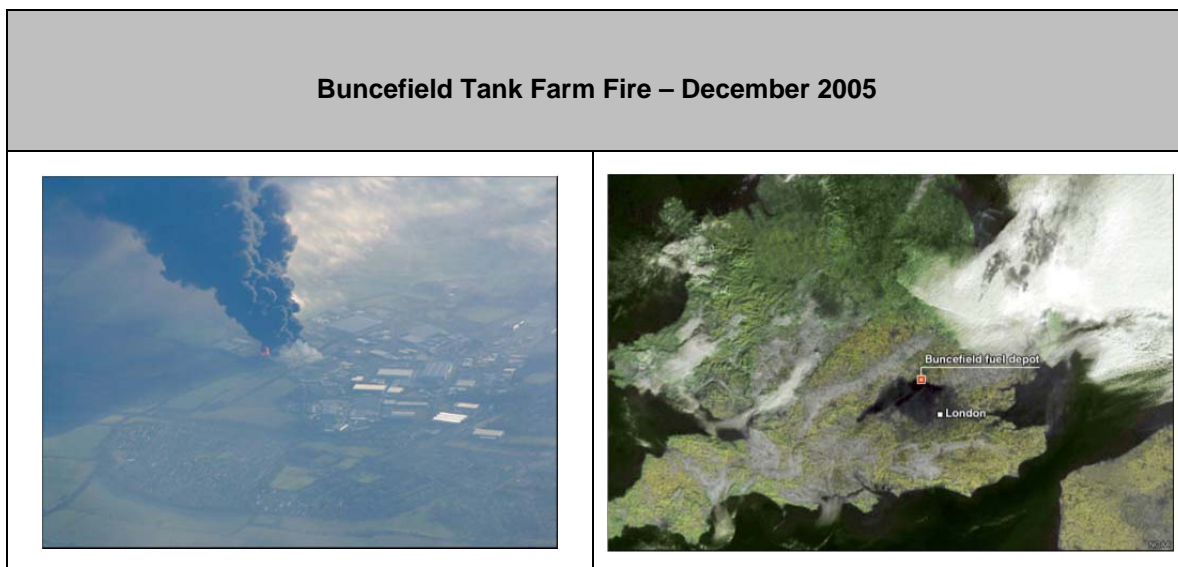 Buncefield Tank Farm Fire – December 2005
Buncefield fuel depot
London